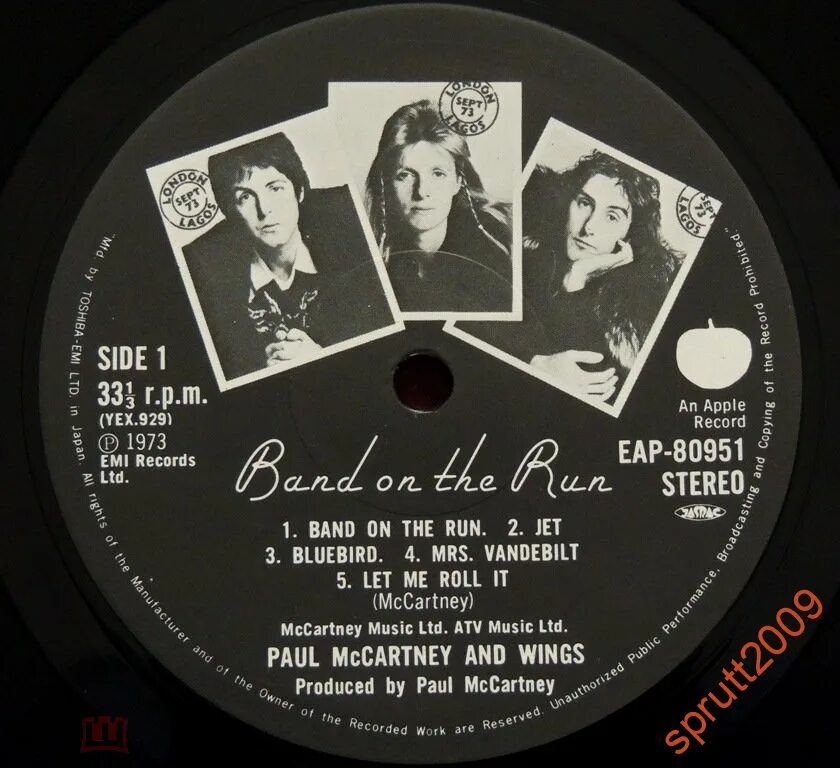 LONDON
SEPT
73
LAGOS
LONDON
SEPT
73
LAGOS
SEPT
73
LAGOS
SIDE 1
33⅓ r.p.m.
(YEX.929)
Ⓟ 1973
EMI Records
Ltd.
An Apple
Record
EAP-80951
STEREO
JASRAC
Band on the Run
1. BAND ON THE RUN. 2. JET
3. BLUEBIRD. 4. MRS. VANDEBILT
5. LET ME ROLL IT
(McCartney)
McCartney Music Ltd. ATV Music Ltd.
PAUL McCARTNEY AND WINGS
Produced by Paul McCartney
"Mfd. by TOSHIBA-EMI LTD. in Japan. All rights of the Manufacturer and of the Owner of the Recorded Work are Reserved. Unauthorized Public Performance, Broadcasting and Copying of the Record Prohibited."
sprutt2009